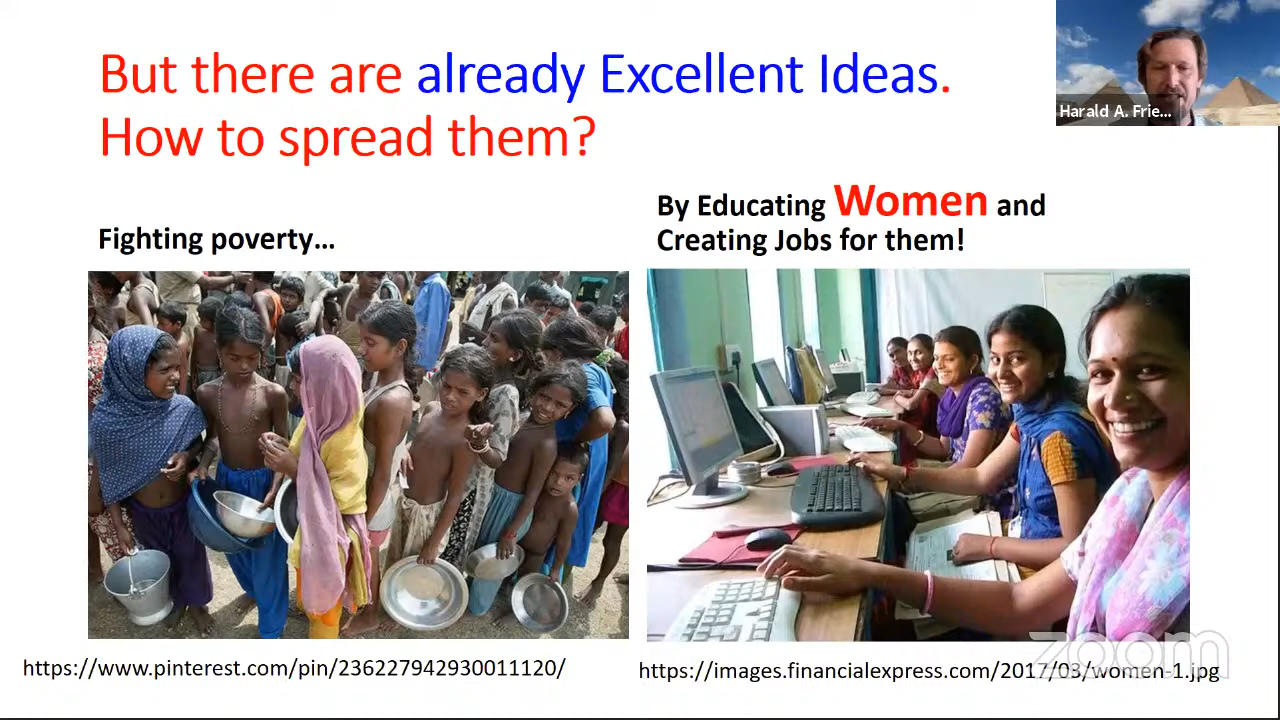 But there are already Excellent Ideas.
How to spread them?
Harald A. Frie...
Fighting poverty...
By Educating Women and
Creating Jobs for them!
https://www.pinterest.com/pin/236227942930011120/
https://images.financialexpress.com/2017/03/women-1.jpg
zoom